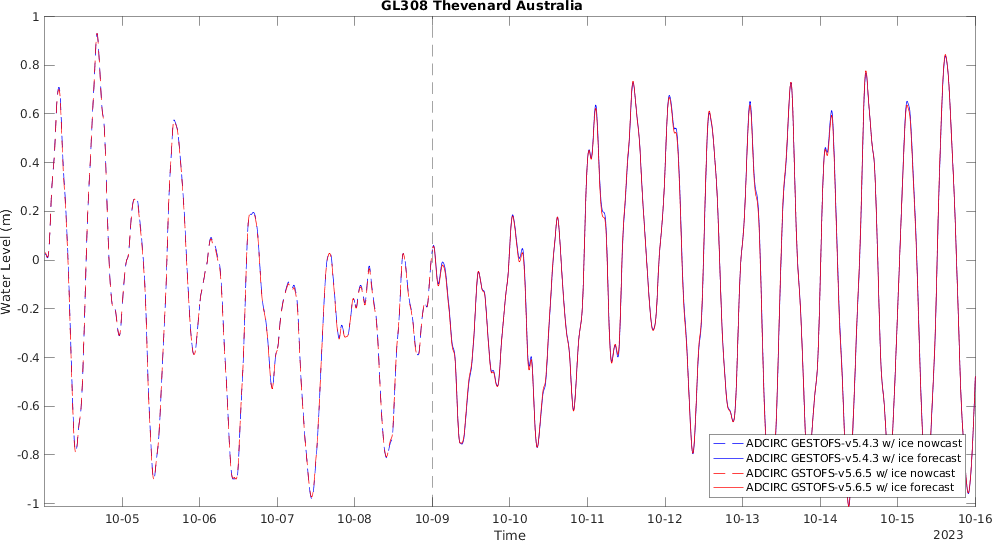 GL308 Thevenard Australia
Water Level (m)
1
0.8
0.6
0.4
0.2
0
-0.2
-0.4
-0.6
-0.8
-1
ADCIRC GESTOFS-v5.4.3 w/ ice nowcast
ADCIRC GESTOFS-v5.4.3 w/ ice forecast
ADCIRC GSTOFS-v5.6.5 w/ ice nowcast
ADCIRC GSTOFS-v5.6.5 w/ ice forecast
10-05 10-06 10-07 10-08 10-09 10-10 10-11 10-12 10-13 10-14 10-15 10-16
Time
2023